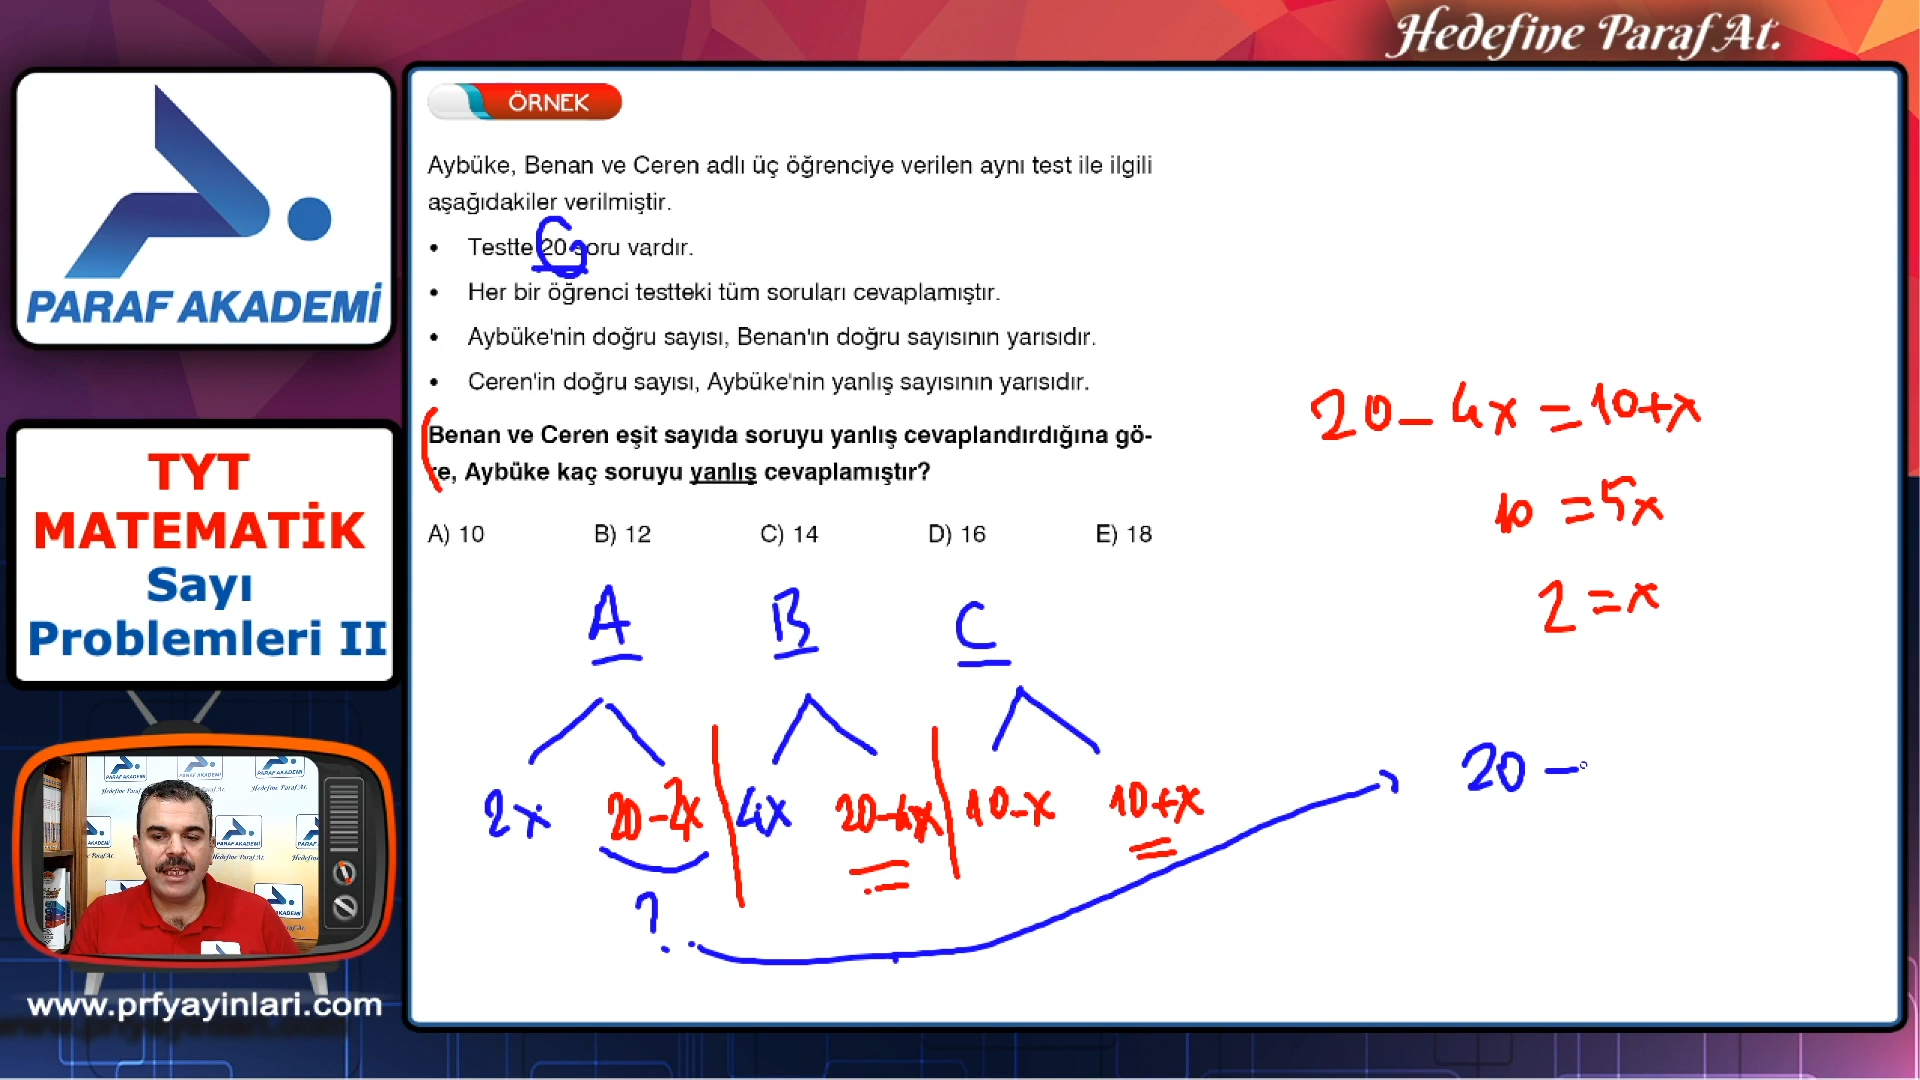 Hedefine Paraf At.
PARAF AKADEMİ
TYT
MATEMATİK
Sayı
Problemleri II
www.prfyayinlari.com
ÖRNEK
Aybüke, Benan ve Ceren adlı üç öğrenciye verilen aynı test ile ilgili
aşağıdakiler verilmiştir.
• Testte 20 soru vardır.
• Her bir öğrenci testteki tüm soruları cevaplamıştır.
• Aybüke'nin doğru sayısı, Benan'ın doğru sayısının yarısıdır.
• Ceren'in doğru sayısı, Aybüke'nin yanlış sayısının yarısıdır.
Benan ve Ceren eşit sayıda soruyu yanlış cevaplandırdığına gö-
re, Aybüke kaç soruyu yanlış cevaplamıştır?
A) 10 B) 12 C) 14 D) 16 E) 18
A B C
2x 20-2x 4x 20-4x 10-x 10+x
?
20-4x=10+x
10=5x
2=x
20-